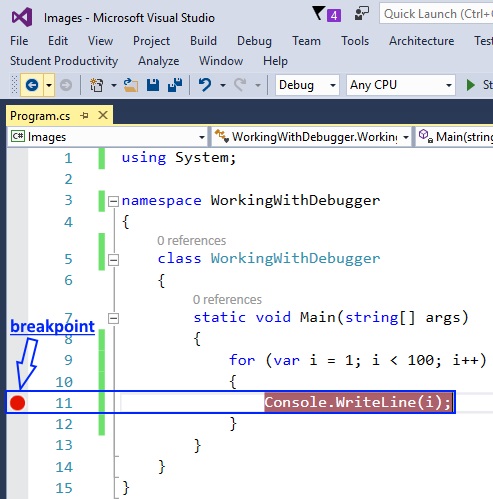 Images - Microsoft Visual Studio
4
Quick Launch (Ctrl+
File Edit View Project Build Debug Team Tools Architecture
Student Productivity Analyze Window Help
Debug Any CPU
Program.cs
C# Images WorkingWithDebugger.Working Main(string
1 using System;
2
3 namespace WorkingWithDebugger
4 {
0 references
5 class WorkingWithDebugger
6 {
0 references
7 static void Main(string[] args)
breakpoint
8 {
9 for (var i = 1; i < 100; i++)
10 {
11 Console.WriteLine(i);
12 }
13 }
14 }
15 }